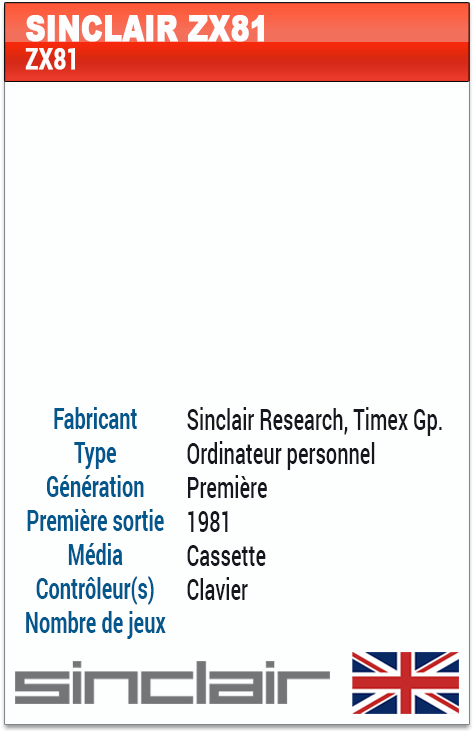 SINCLAIR ZX81
ZX81
Fabricant Sinclair Research, Timex Gp.
Type Ordinateur personnel
Génération Première
Première sortie 1981
Média Cassette
Contrôleur(s) Clavier
Nombre de jeux
sinclair